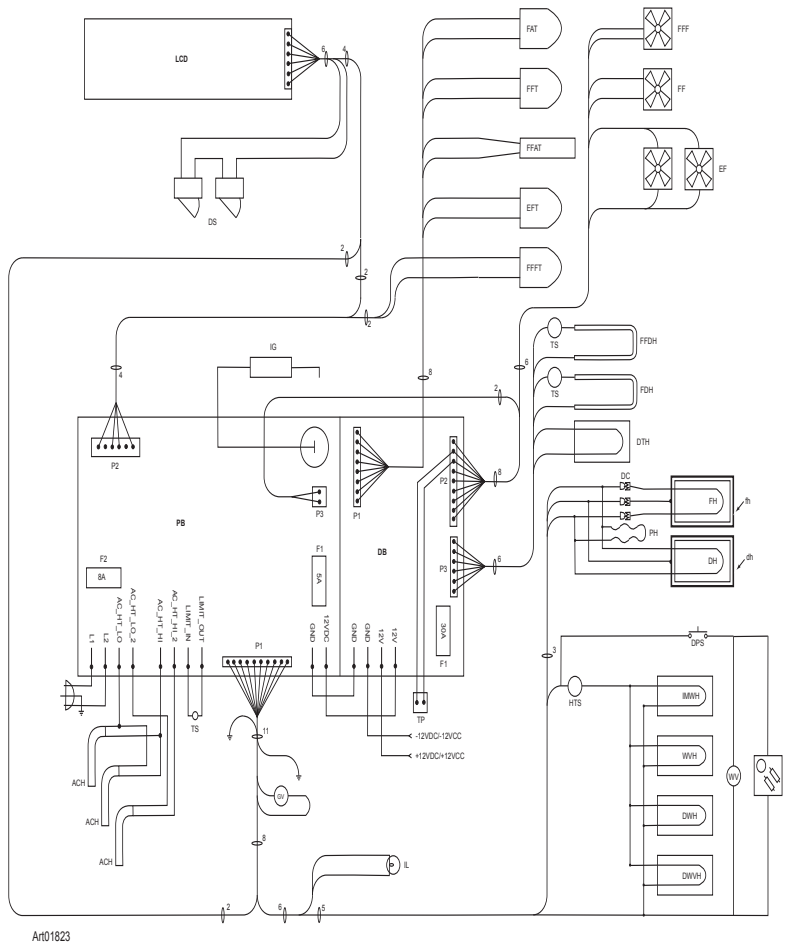 LCD
6
4
FAT
FFF
FFT
FF
FFAT
EF
DS
EFT
2
2
FFFT
2
IG
TS
FFDH
4
8
6
2
TS
FDH
DTH
P2
P1
P2
8
DC
FH
fh
P3
PB
DB
PH
DH
dh
F2
8A
F1
5A
P3
6
L1
L2
AC_HT_LO
AC_HT_LO_2
AC_HT_HI
AC_HT_HI_2
LIMIT_IN
LIMIT_OUT
P1
GND
12VDC
GND
GND
12V
12V
30A
F1
3
DPS
TS
TP
HTS
IMWH
11
-12VDC/-12VCC
+12VDC/+12VCC
WVH
ACH
GV
WV
ACH
DWH
8
ACH
IL
DWVH
2
6
5
Art01823